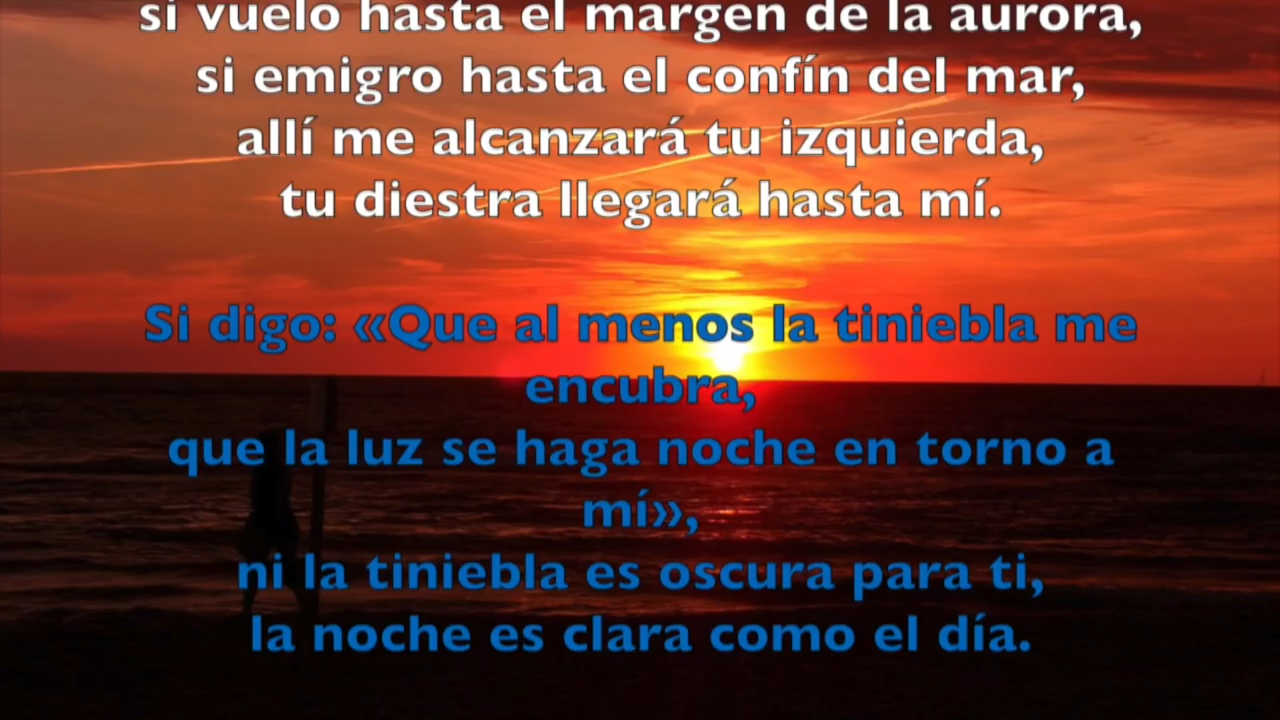 si vuelo hasta el margen de la aurora,
si emigro hasta el confín del mar,
allí me alcanzará tu izquierda,
tu diestra llegará hasta mí.
Si digo: «Que al menos la tiniebla me
encubra,
que la luz se haga noche en torno a
mí»,
ni la tiniebla es oscura para ti,
la noche es clara como el día.